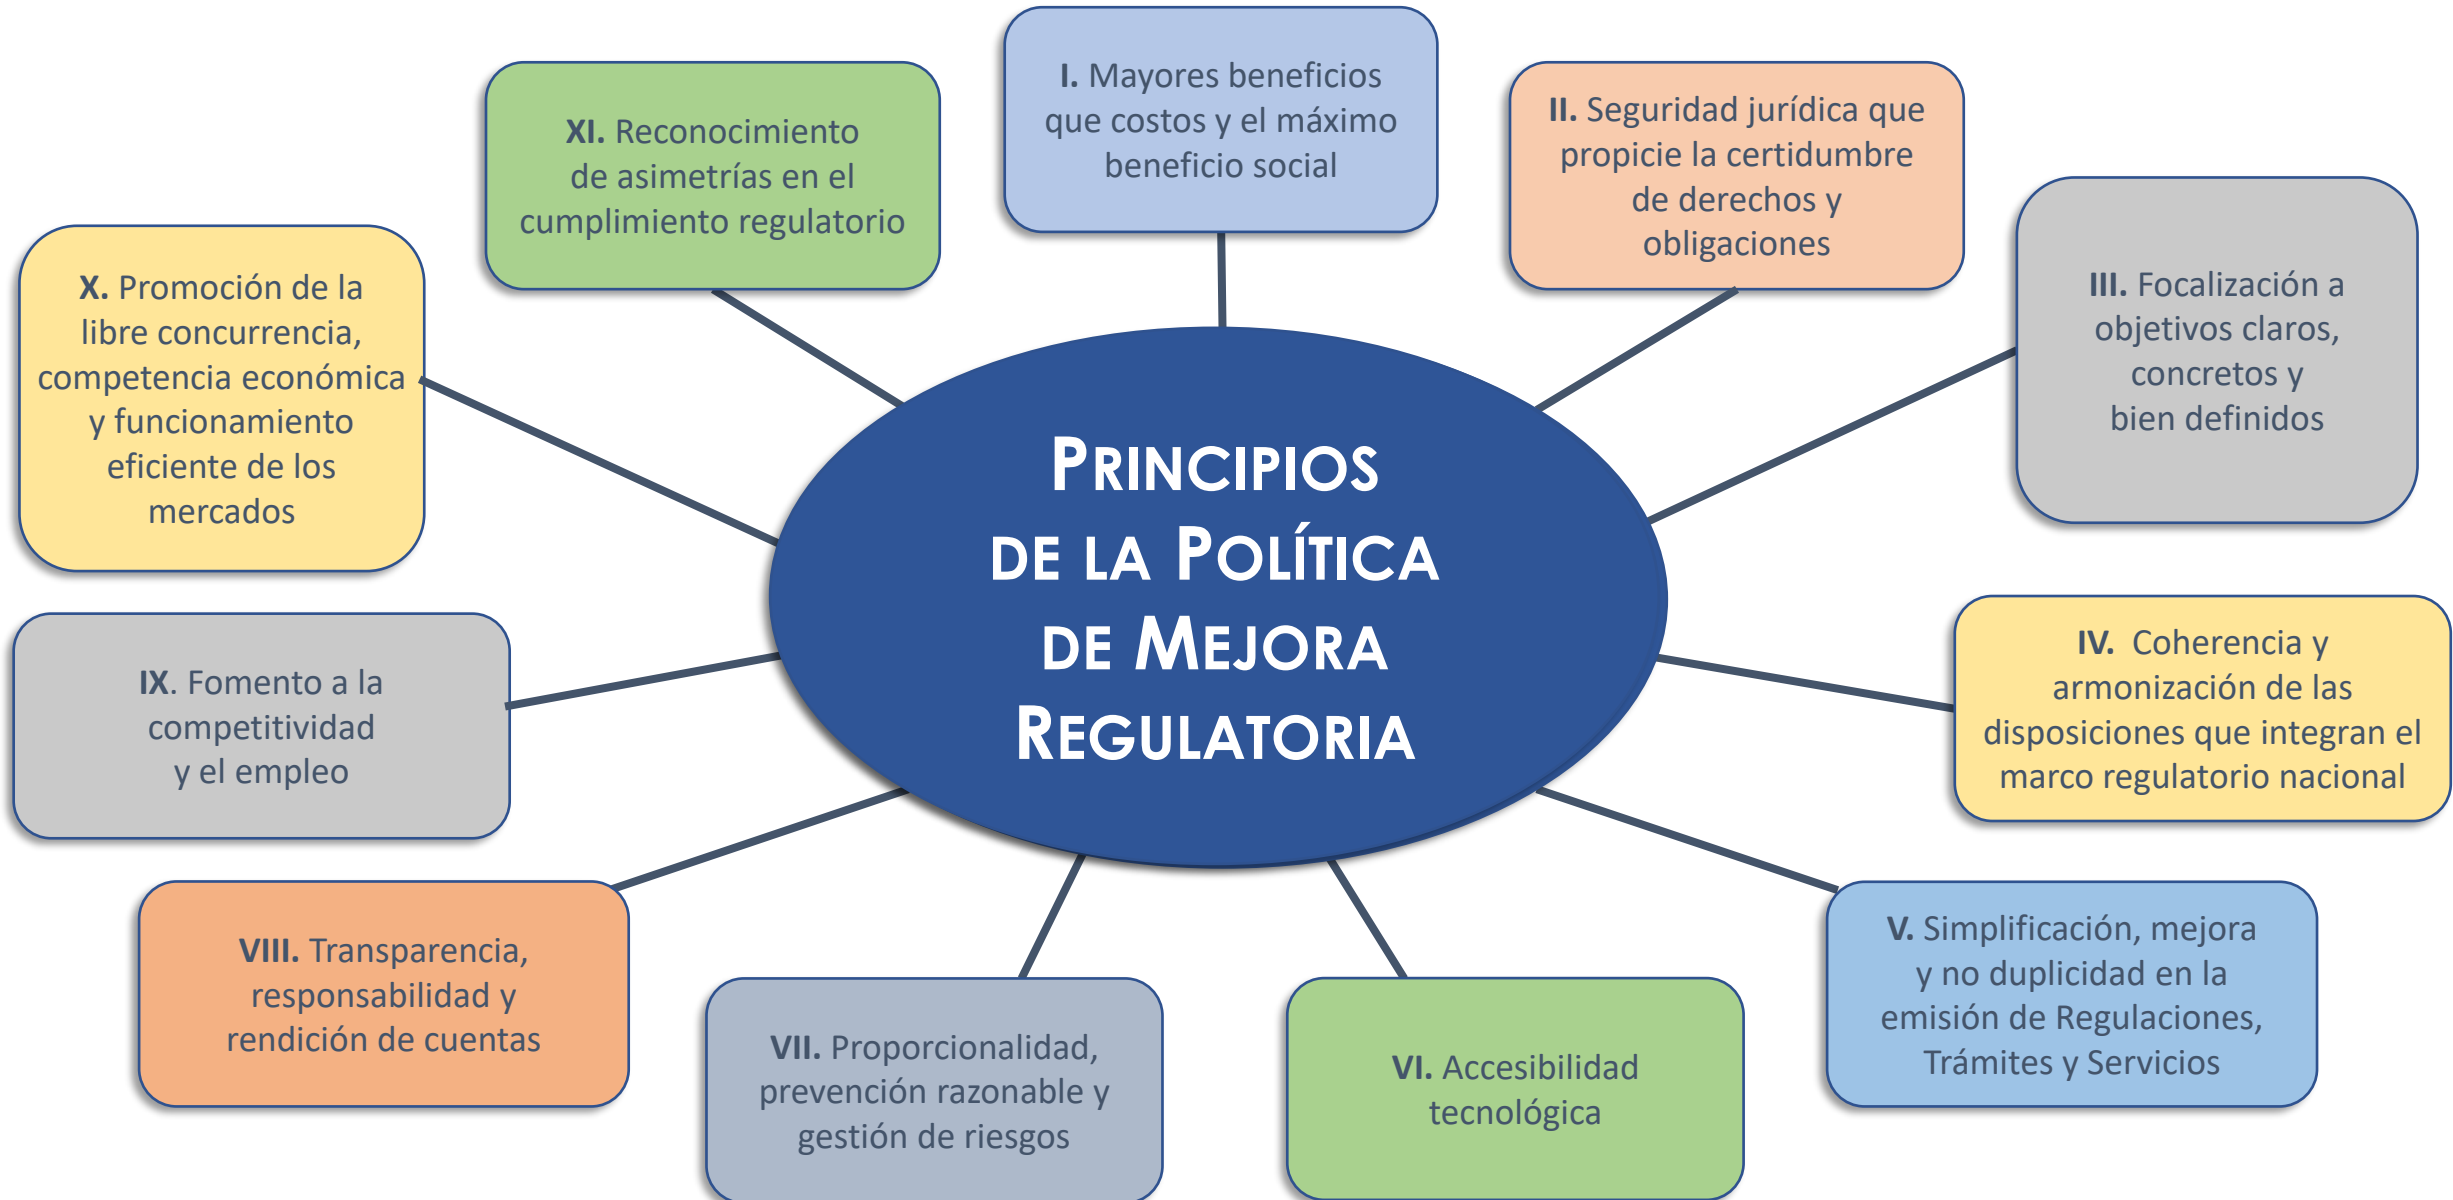 PRINCIPIOS
DE LA POLÍTICA
DE MEJORA
REGULATORIA
I. Mayores beneficios
que costos y el máximo
beneficio social
II. Seguridad jurídica que
propicie la certidumbre
de derechos y
obligaciones
III. Focalización a
objetivos claros,
concretos y
bien definidos
IV. Coherencia y
armonización de las
disposiciones que integran el
marco regulatorio nacional
V. Simplificación, mejora
y no duplicidad en la
emisión de Regulaciones,
Trámites y Servicios
VI. Accesibilidad
tecnológica
VII. Proporcionalidad,
prevención razonable y
gestión de riesgos
VIII. Transparencia,
responsabilidad y
rendición de cuentas
IX. Fomento a la
competitividad
y el empleo
X. Promoción de la
libre concurrencia,
competencia económica
y funcionamiento
eficiente de los
mercados
XI. Reconocimiento
de asimetrías en el
cumplimiento regulatorio